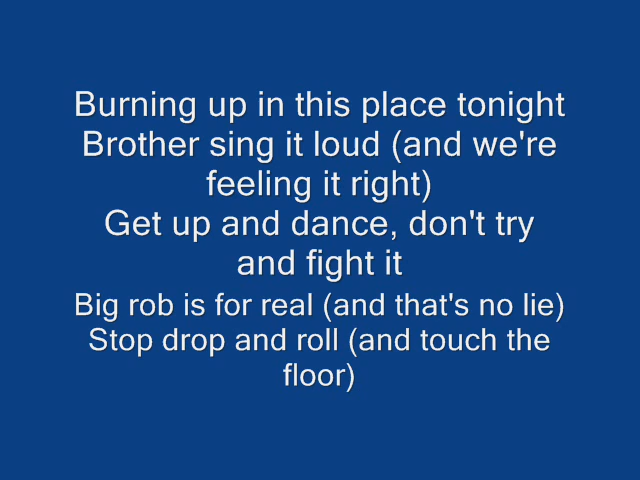 Burning up in this place tonight
Brother sing it loud (and we're
feeling it right)
Get up and dance, don't try
and fight it
Big rob is for real (and that's no lie)
Stop drop and roll (and touch the
floor)